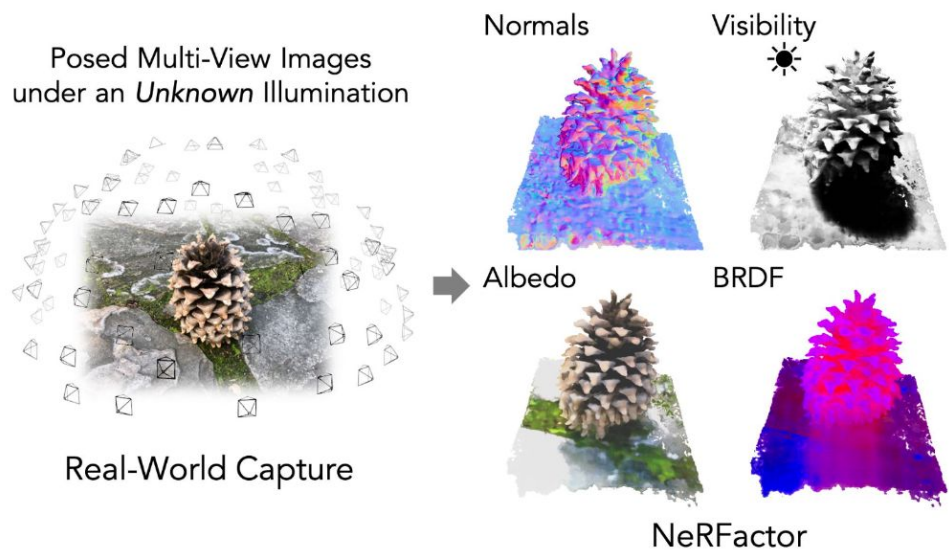 Posed Multi-View Images
under an Unknown Illumination
Real-World Capture
Normals
Visibility
Albedo
BRDF
NeRFactor